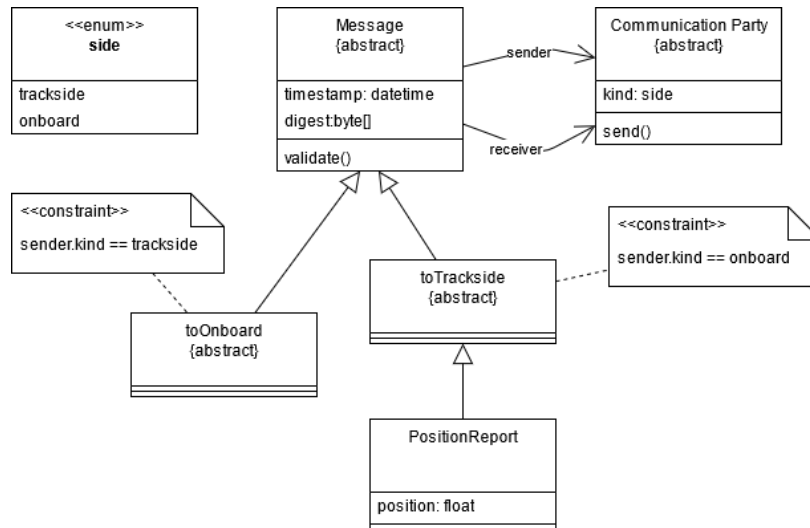 <<enum>>
side
trackside
onboard
Message
{abstract}
timestamp: datetime
digest:byte[]
validate()
sender
receiver
Communication Party
{abstract}
kind: side
send()
<<constraint>>
sender.kind == trackside
<<constraint>>
sender.kind == onboard
toOnboard
{abstract}
toTrackside
{abstract}
PositionReport
position: float